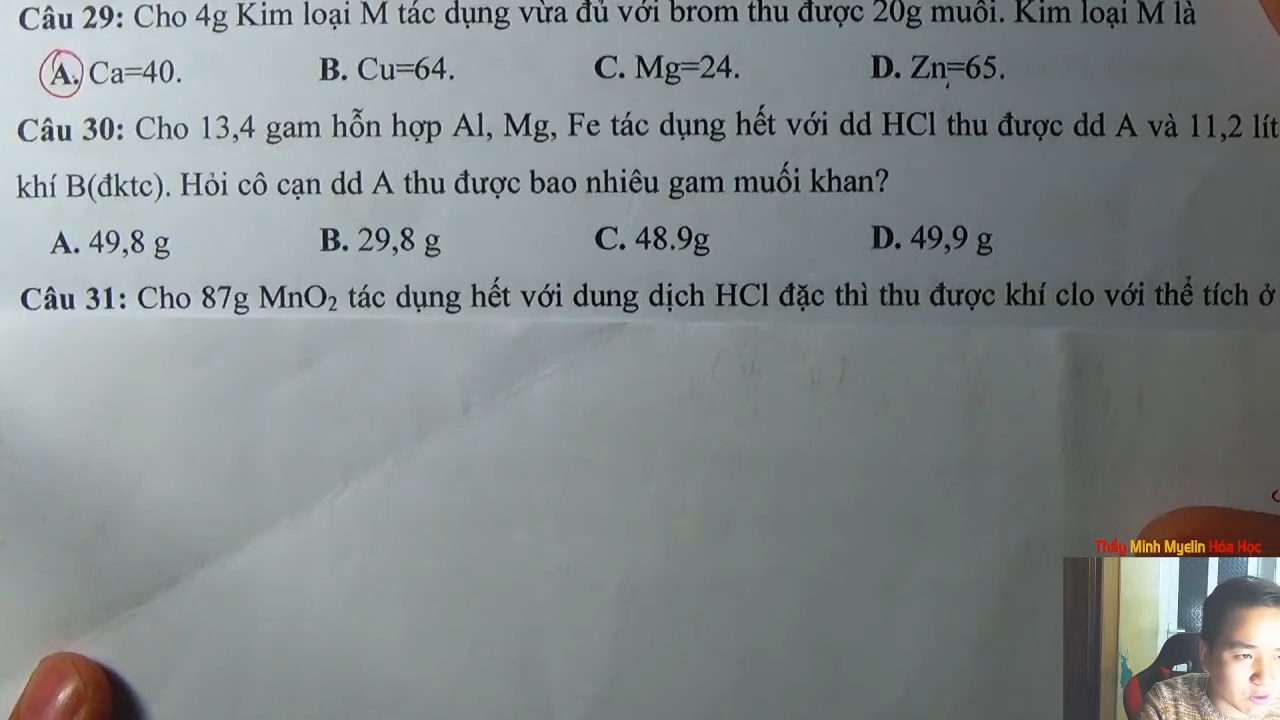 Câu 29: Cho 4g Kim loại M tác dụng vừa đủ với brom thu được 20g muối. Kim loại M là
A. Ca=40. B. Cu=64. C. Mg=24. D. Zn=65.
Câu 30: Cho 13,4 gam hỗn hợp Al, Mg, Fe tác dụng hết với dd HCl thu được dd A và 11,2 lít
khí B(đktc). Hỏi cô cạn dd A thu được bao nhiêu gam muối khan?
A. 49,8 g B. 29,8 g C. 48.9g D. 49,9 g
Câu 31: Cho 87g MnO₂ tác dụng hết với dung dịch HCl đặc thì thu được khí clo với thể tích ở
Thầy Minh Myelin Hóa Học